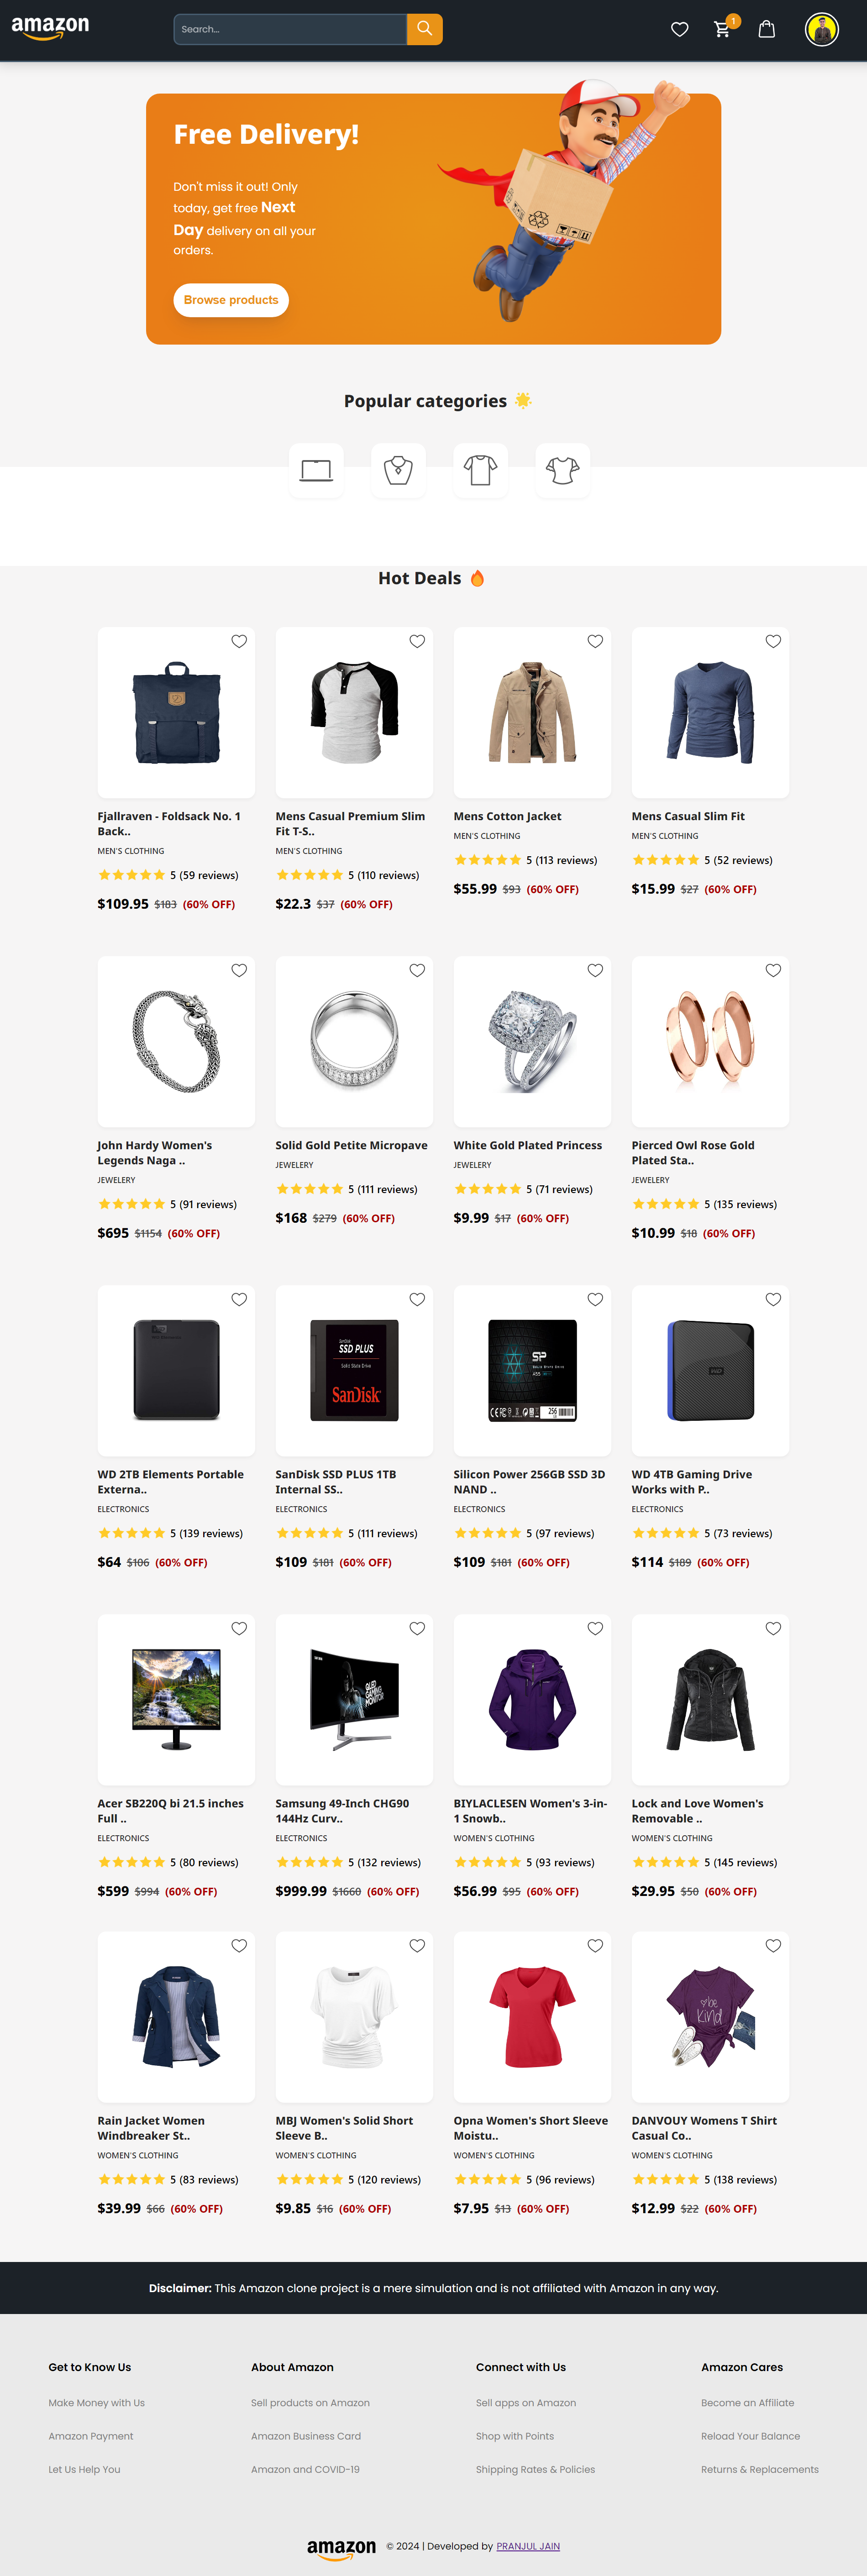 amazon
Search...
1
Free Delivery!
Don't miss it out! Only
today, get free Next
Day delivery on all your
orders.
Browse products
Popular categories
Hot Deals
Fjallraven - Foldsack No. 1
Back..
MEN'S CLOTHING
5 (59 reviews)
$109.95 $183 (60% OFF)
Mens Casual Premium Slim
Fit T-S..
MEN'S CLOTHING
5 (110 reviews)
$22.3 $37 (60% OFF)
Mens Cotton Jacket
MEN'S CLOTHING
5 (113 reviews)
$55.99 $93 (60% OFF)
Mens Casual Slim Fit
MEN'S CLOTHING
5 (52 reviews)
$15.99 $27 (60% OFF)
John Hardy Women's
Legends Naga ..
JEWELERY
5 (91 reviews)
$695 $1154 (60% OFF)
Solid Gold Petite Micropave
JEWELERY
5 (111 reviews)
$168 $279 (60% OFF)
White Gold Plated Princess
JEWELERY
5 (71 reviews)
$9.99 $17 (60% OFF)
Pierced Owl Rose Gold
Plated Sta..
JEWELERY
5 (135 reviews)
$10.99 $18 (60% OFF)
WD 2TB Elements Portable
Externa..
ELECTRONICS
5 (139 reviews)
$64 $106 (60% OFF)
SanDisk
SSD PLUS
Solid State Drive
SanDisk
SanDisk SSD PLUS 1TB
Internal SS..
ELECTRONICS
5 (111 reviews)
$109 $181 (60% OFF)
SP
A55
256
Silicon Power 256GB SSD 3D
NAND ..
ELECTRONICS
5 (97 reviews)
$109 $181 (60% OFF)
WD
WD 4TB Gaming Drive
Works with P..
ELECTRONICS
5 (73 reviews)
$114 $189 (60% OFF)
Acer SB220Q bi 21.5 inches
Full ..
ELECTRONICS
5 (80 reviews)
$599 $994 (60% OFF)
QLED
GAMING
MONITOR
Samsung 49-Inch CHG90
144Hz Curv..
ELECTRONICS
5 (132 reviews)
$999.99 $1660 (60% OFF)
BIYLACLESEN Women's 3-in-
1 Snowb..
WOMEN'S CLOTHING
5 (93 reviews)
$56.99 $95 (60% OFF)
Lock and Love Women's
Removable ..
WOMEN'S CLOTHING
5 (145 reviews)
$29.95 $50 (60% OFF)
Rain Jacket Women
Windbreaker St..
WOMEN'S CLOTHING
5 (83 reviews)
$39.99 $66 (60% OFF)
MBJ Women's Solid Short
Sleeve B..
WOMEN'S CLOTHING
5 (120 reviews)
$9.85 $16 (60% OFF)
Opna Women's Short Sleeve
Moistu..
WOMEN'S CLOTHING
5 (96 reviews)
$7.95 $13 (60% OFF)
be
kind
DANVOUY Womens T Shirt
Casual Co..
WOMEN'S CLOTHING
5 (138 reviews)
$12.99 $22 (60% OFF)
Disclaimer: This Amazon clone project is a mere simulation and is not affiliated with Amazon in any way.
Get to Know Us
Make Money with Us
Amazon Payment
Let Us Help You
About Amazon
Sell products on Amazon
Amazon Business Card
Amazon and COVID-19
Connect with Us
Sell apps on Amazon
Shop with Points
Shipping Rates & Policies
Amazon Cares
Become an Affiliate
Reload Your Balance
Returns & Replacements
amazon © 2024 | Developed by PRANJUL JAIN